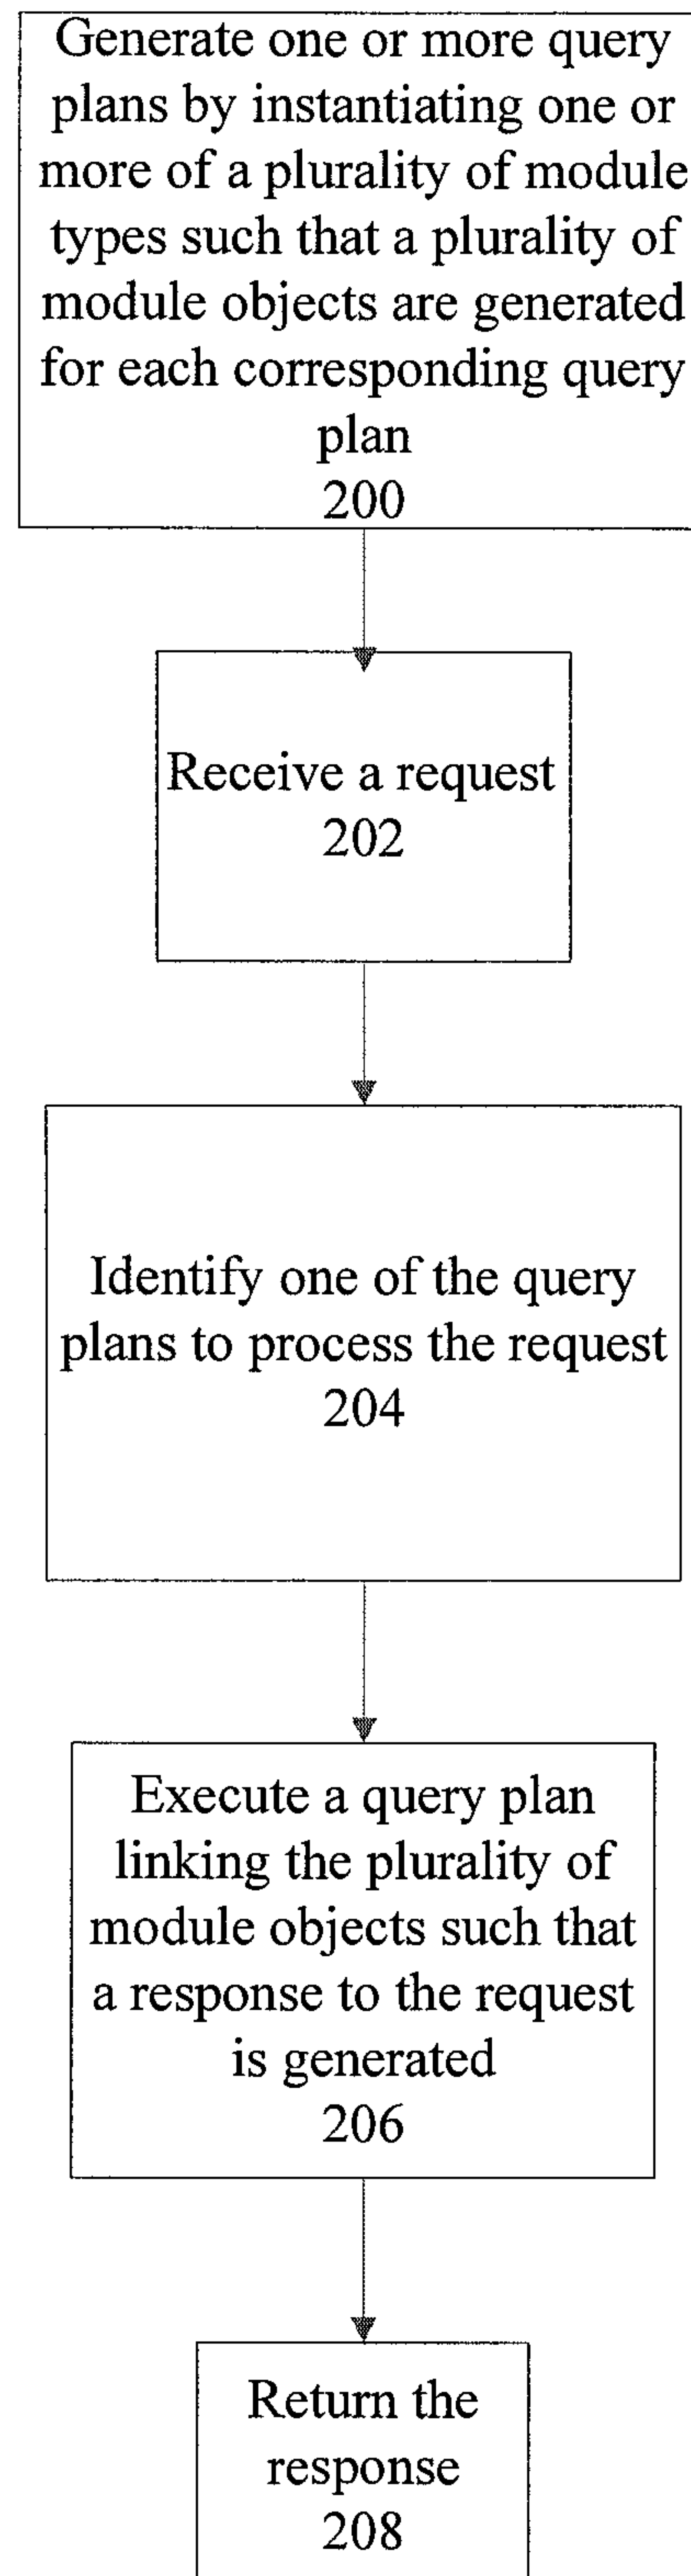 Generate one or more query
plans by instantiating one or
more of a plurality of module
types such that a plurality of
module objects are generated
for each corresponding query
plan
200
Receive a request
202
Identify one of the query
plans to process the request
204
Execute a query plan
linking the plurality of
module objects such that
a response to the request
is generated
206
Return the
response
208